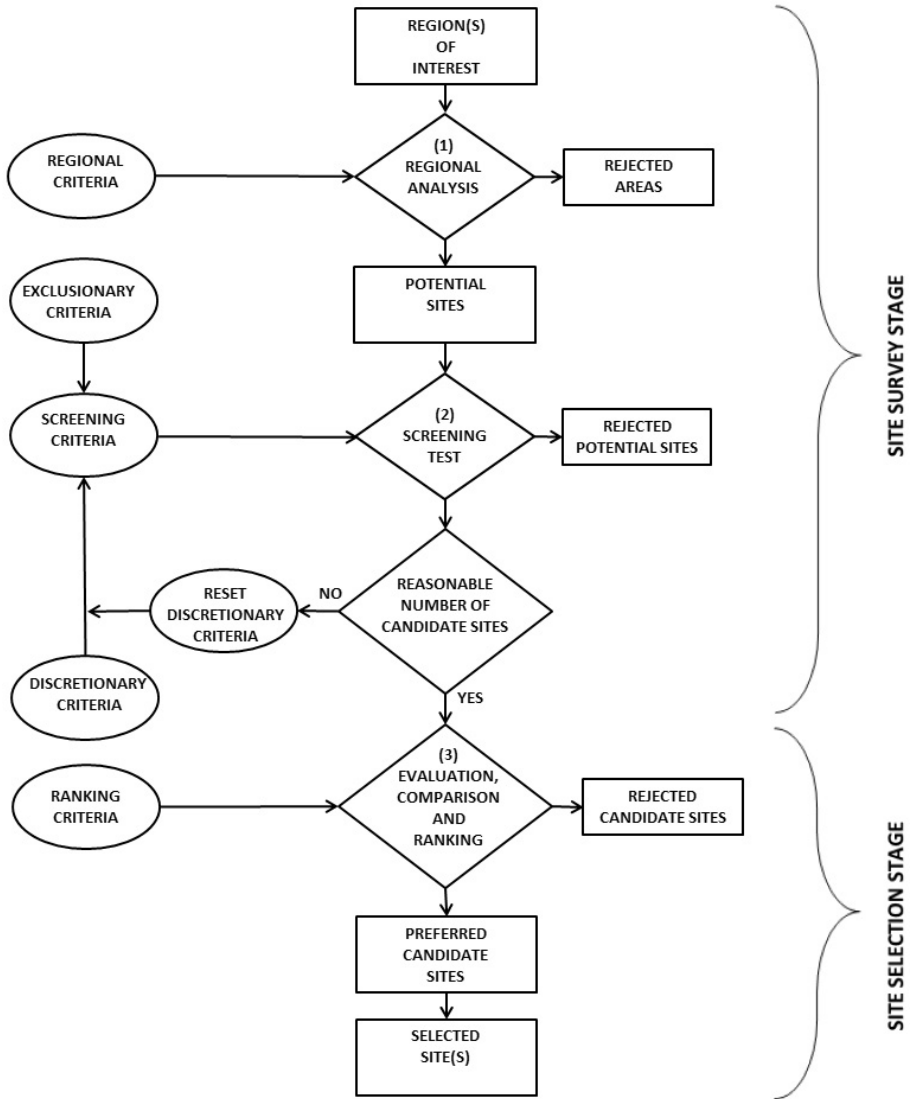 REGION(S)
OF
INTEREST
(1)
REGIONAL
ANALYSIS
REGIONAL
CRITERIA
REJECTED
AREAS
POTENTIAL
SITES
EXCLUSIONARY
CRITERIA
SCREENING
CRITERIA
(2)
SCREENING
TEST
REJECTED
POTENTIAL SITES
REASONABLE
NUMBER OF
CANDIDATE SITES
NO
RESET
DISCRETIONARY
CRITERIA
DISCRETIONARY
CRITERIA
YES
SITE SURVEY STAGE
(3)
EVALUATION,
COMPARISON
AND
RANKING
RANKING
CRITERIA
REJECTED
CANDIDATE SITES
PREFERRED
CANDIDATE
SITES
SELECTED
SITE(S)
SITE SELECTION STAGE